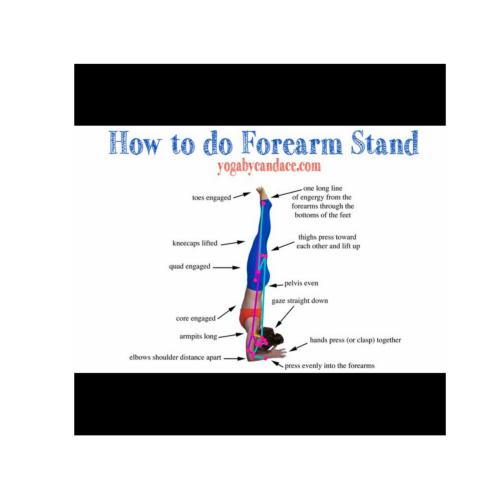 How to do Forearm Stand
yogabycandace.com
toes engaged
one long line
of engergy from the
forearms through the
bottoms of the feet
kneecaps lifted
thighs press toward
each other and lift up
quad engaged
pelvis even
gaze straight down
core engaged
armpits long
hands press (or clasp) together
elbows shoulder distance apart
press evenly into the forearms